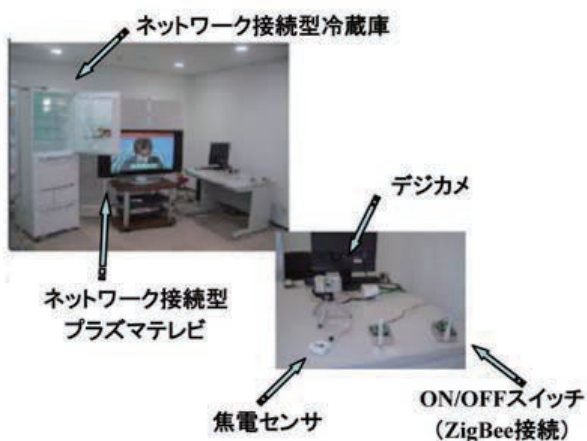 ネットワーク接続型冷蔵庫
デジカメ
ネットワーク接続型
プラズマテレビ
焦電センサ
ON/OFFスイッチ
（ZigBee接続）